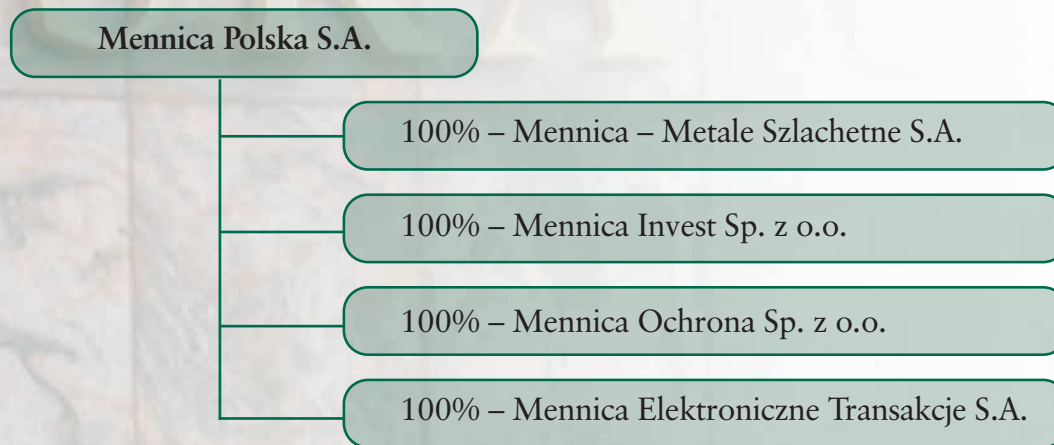 Mennica Polska S.A.
100% – Mennica – Metale Szlachetne S.A.
100% – Mennica Invest Sp. z o.o.
100% – Mennica Ochrona Sp. z o.o.
100% – Mennica Elektroniczne Transakcje S.A.